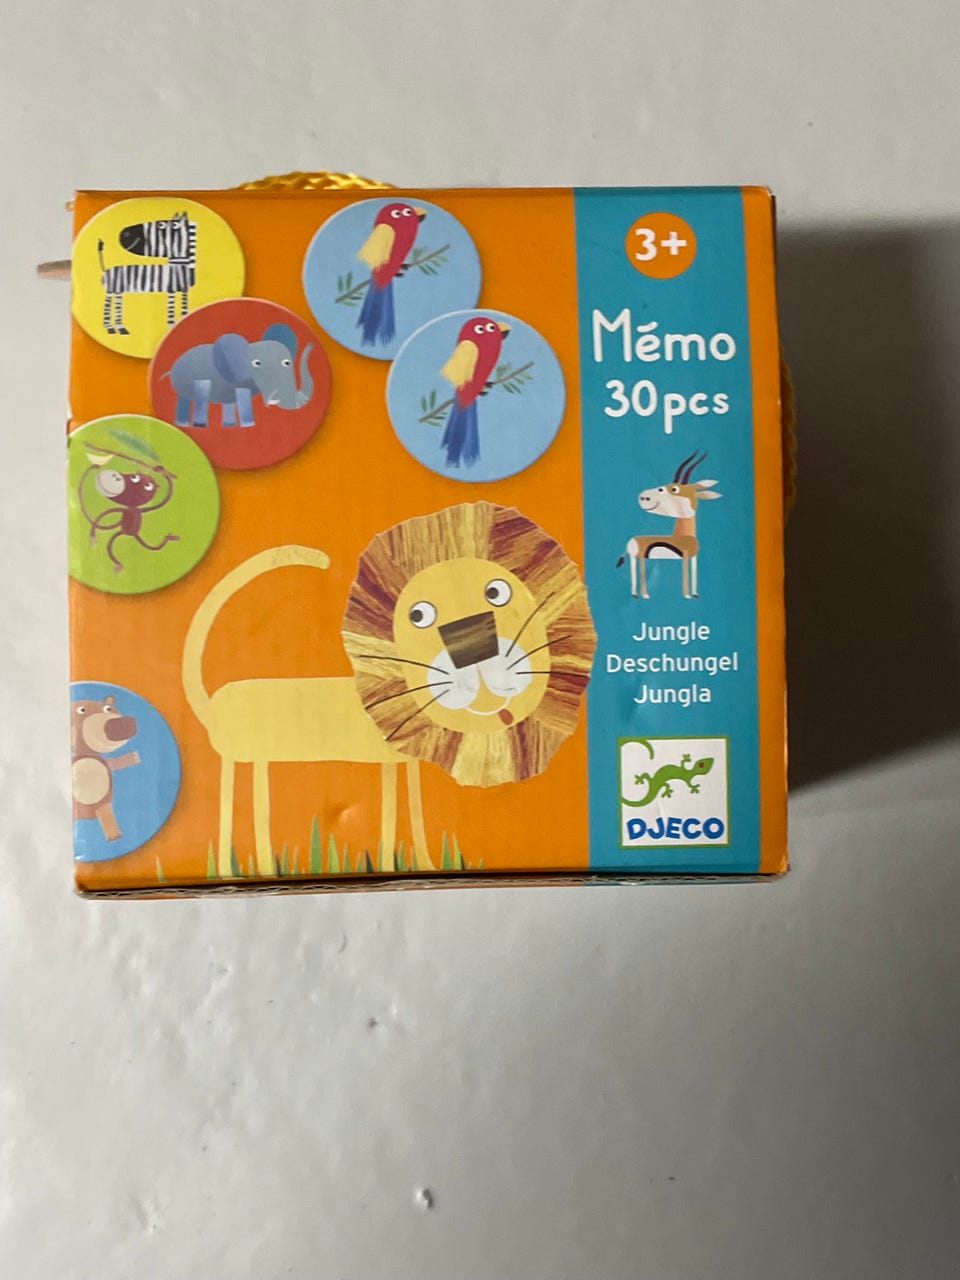 3+
Mémo
30pcs
Jungle
Deschungel
Jungla
DJECO